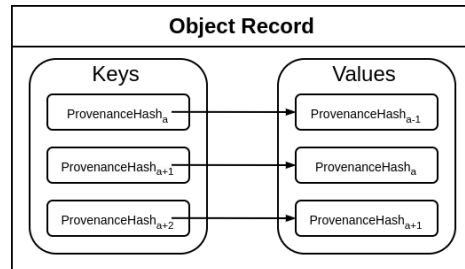 Object Record
Keys
Values
ProvenanceHash_a
ProvenanceHash_a-1
ProvenanceHash_a+1
ProvenanceHash_a
ProvenanceHash_a+2
ProvenanceHash_a+1